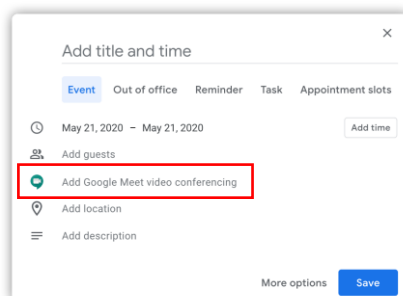 Add title and time
Event Out of office Reminder Task Appointment slots
May 21, 2020 – May 21, 2020 Add time
Add guests
Add Google Meet video conferencing
Add location
Add description
More options Save